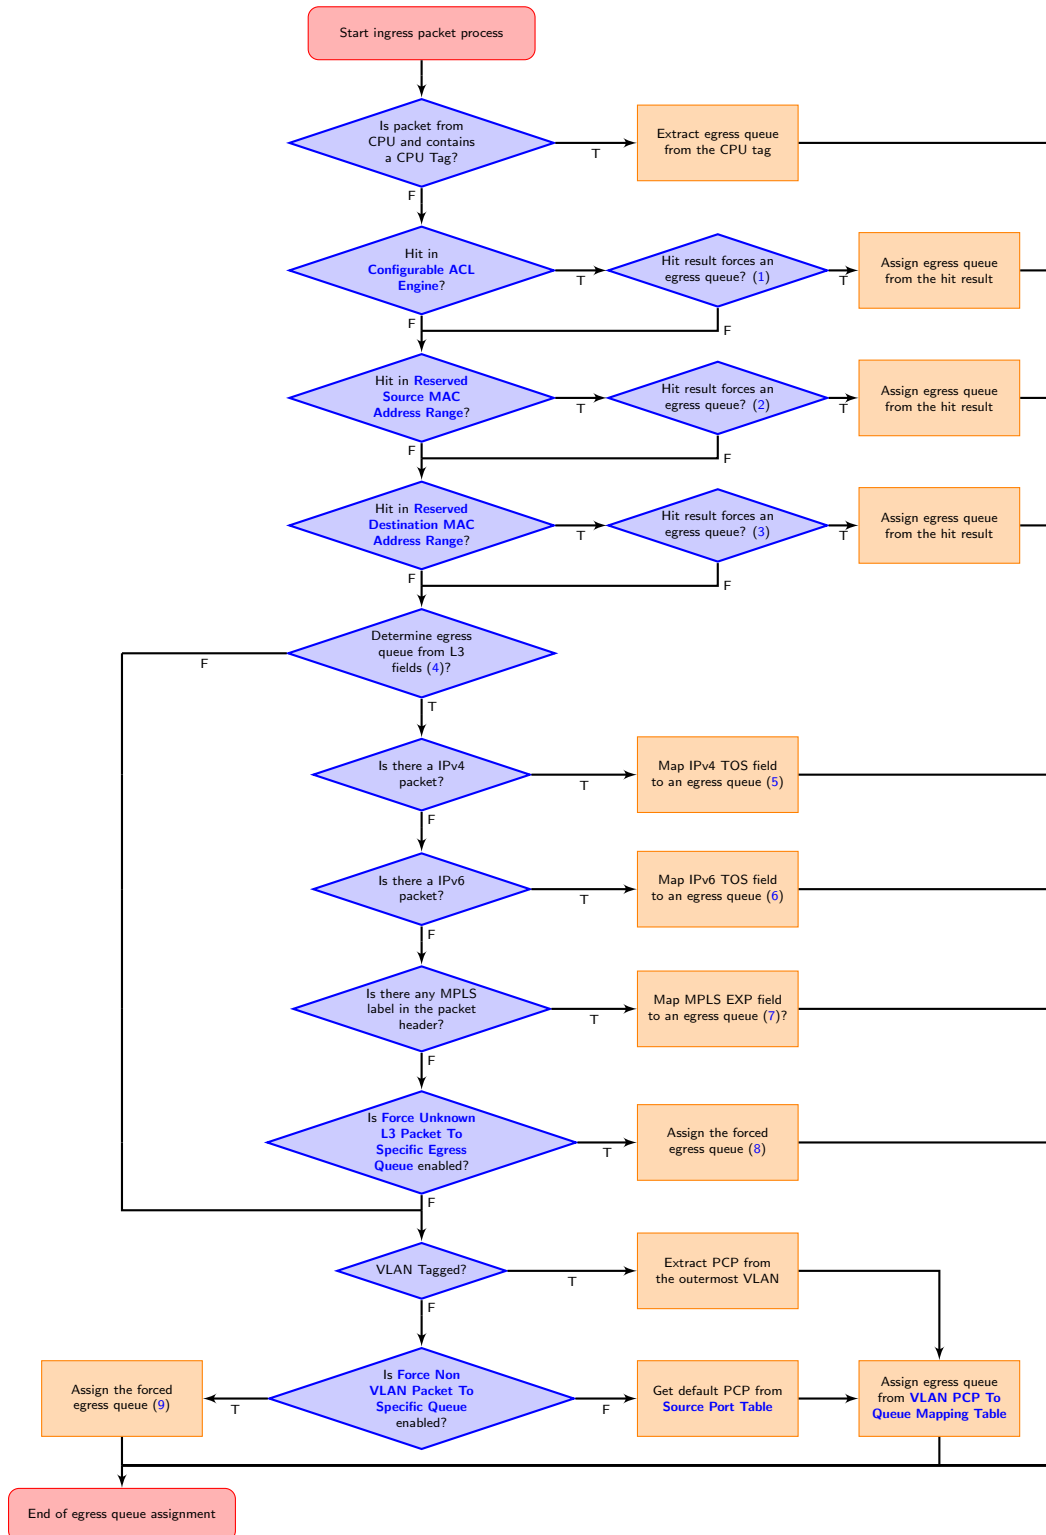 Start ingress packet process
Is packet from
CPU and contains
a CPU Tag?
T
Extract egress queue
from the CPU tag
F
Hit in
Configurable ACL
Engine?
T
Hit result forces an
egress queue? (1)
T
Assign egress queue
from the hit result
F
F
Hit in Reserved
Source MAC
Address Range?
T
Hit result forces an
egress queue? (2)
T
Assign egress queue
from the hit result
F
F
Hit in Reserved
Destination MAC
Address Range?
T
Hit result forces an
egress queue? (3)
T
Assign egress queue
from the hit result
F
F
Determine egress
queue from L3
fields (4)?
F
T
Is there a IPv4
packet?
T
Map IPv4 TOS field
to an egress queue (5)
F
Is there a IPv6
packet?
T
Map IPv6 TOS field
to an egress queue (6)
F
Is there any MPLS
label in the packet
header?
T
Map MPLS EXP field
to an egress queue (7)?
F
Is Force Unknown
L3 Packet To
Specific Egress
Queue enabled?
T
Assign the forced
egress queue (8)
F
VLAN Tagged?
T
Extract PCP from
the outermost VLAN
F
Assign the forced
egress queue (9)
T
Is Force Non
VLAN Packet To
Specific Queue
enabled?
F
Get default PCP from
Source Port Table
Assign egress queue
from VLAN PCP To
Queue Mapping Table
End of egress queue assignment